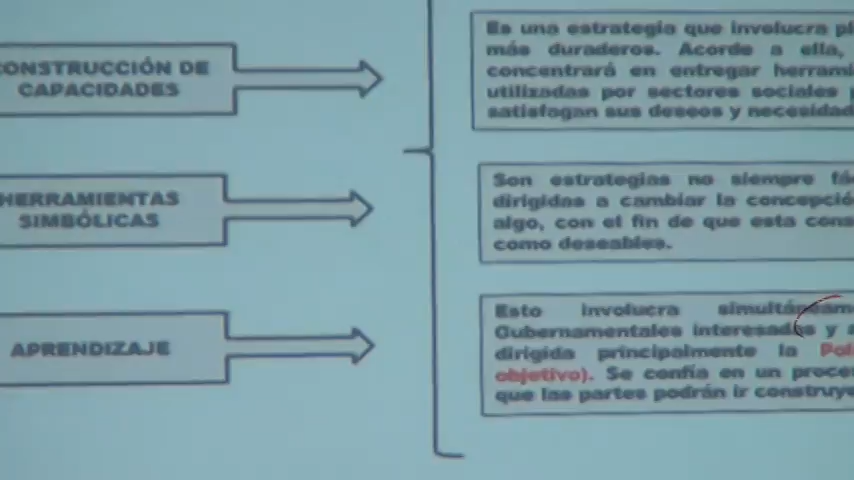 CONSTRUCCIÓN DE
CAPACIDADES
Es una estrategia que involucra
más duraderos. Acorde a ella,
concentrará en entregar
utilizadas por sectores sociales
satisfagan sus deseos y
HERRAMIENTAS
SIMBÓLICAS
Son estrategias no siempre
dirigidas a cambiar la concepción
algo, con el fin de que esta
como deseables.
APRENDIZAJE
Esto involucra
Gubernamentales interesados y
dirigida principalmente la
objetivo). Se confía en un
que las partes podrán ir